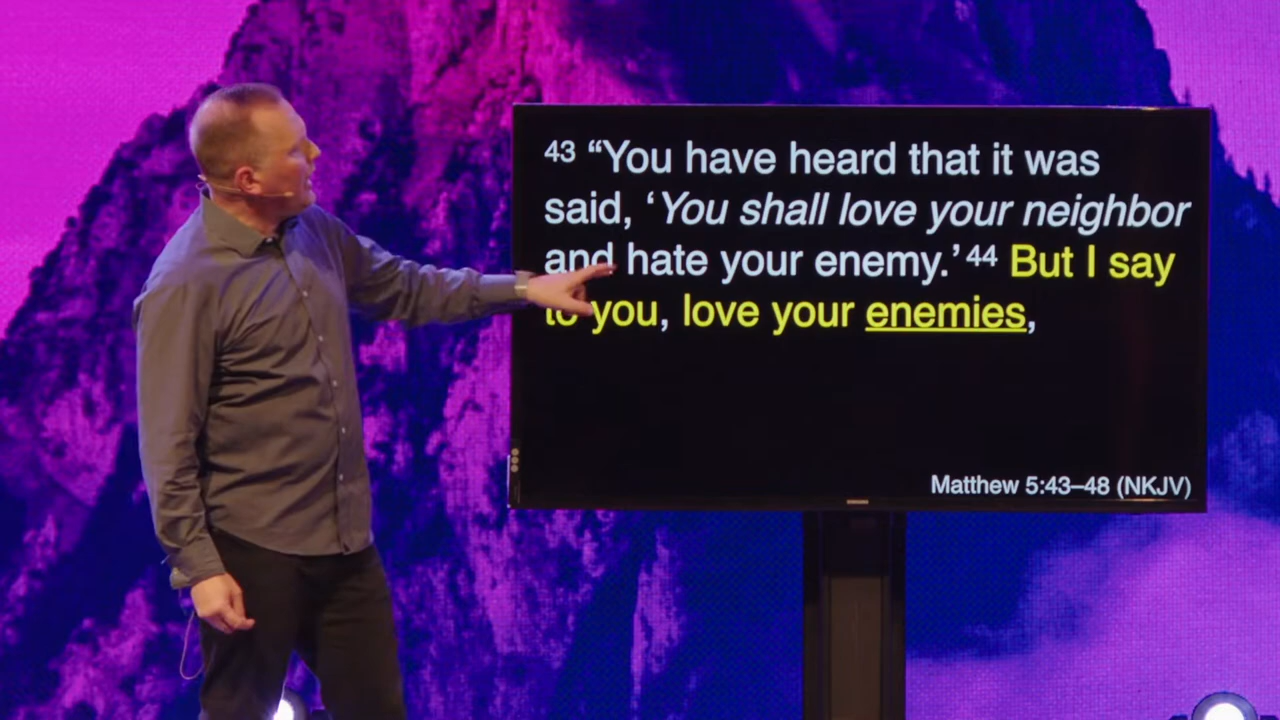 43 “You have heard that it was
said, ‘You shall love your neighbor
and hate your enemy.’ 44 But I say
to you, love your enemies,
Matthew 5:43–48 (NKJV)